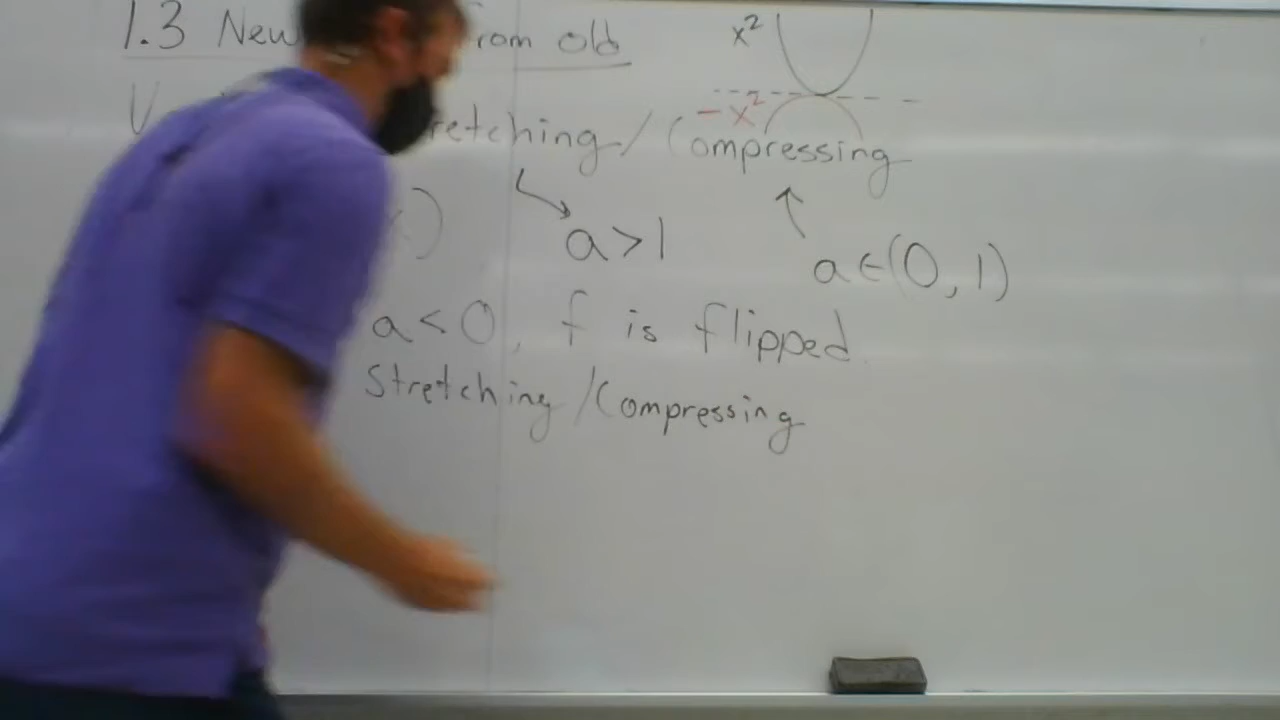 1.3 New rom old
x²
-x²
retching / Compressing
)
a>1
a∈(0,1)
a<0, f is flipped
Stretching / Compressing